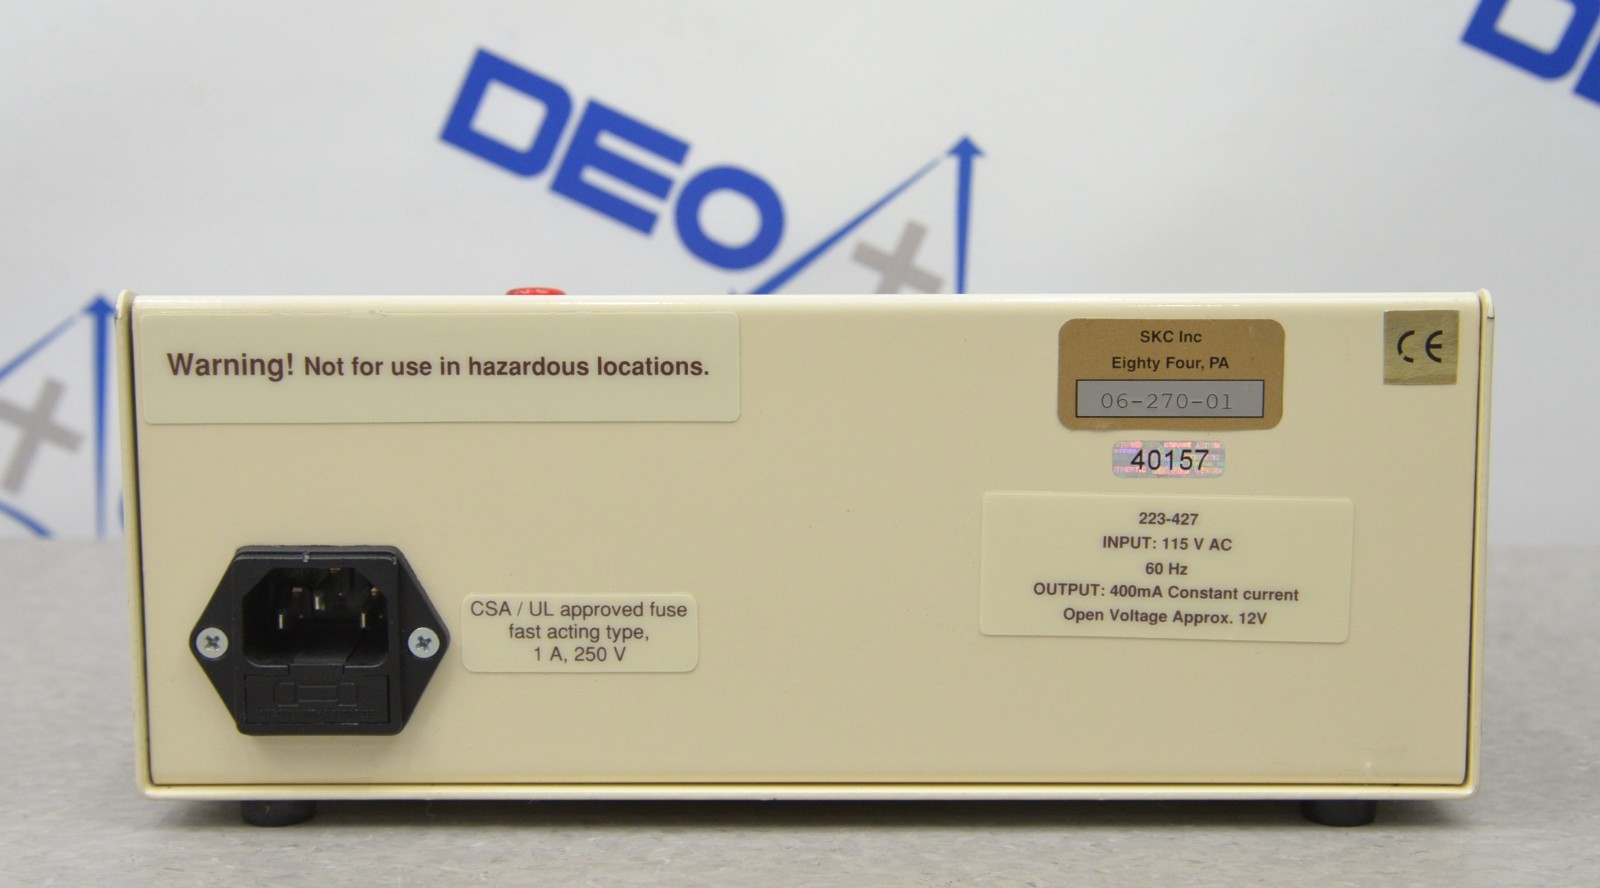 DEO
Warning! Not for use in hazardous locations.
SKC Inc
Eighty Four, PA
06-270-01
CE
40157
223-427
INPUT: 115 V AC
60 Hz
OUTPUT: 400mA Constant current
Open Voltage Approx. 12V
CSA / UL approved fuse
fast acting type,
1 A, 250 V